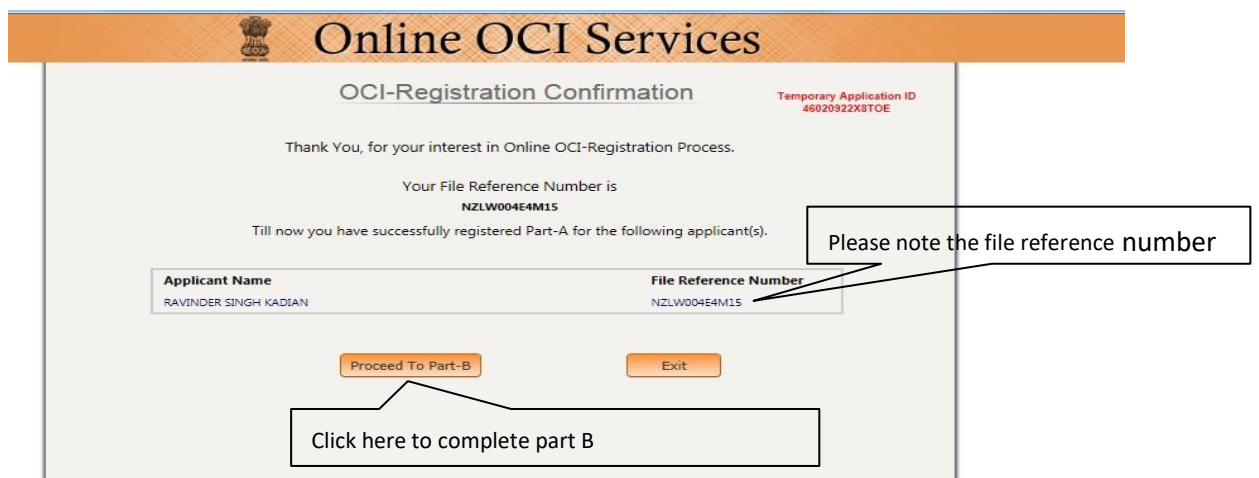 Online OCI Services
OCI-Registration Confirmation
Temporary Application ID
46020922X8TOE
Thank You, for your interest in Online OCI-Registration Process.
Your File Reference Number is
NZLW004E4M15
Till now you have successfully registered Part-A for the following applicant(s).
Please note the file reference number
Applicant Name File Reference Number
RAVINDER SINGH KADIAN NZLW004E4M15
Proceed To Part-B Exit
Click here to complete part B